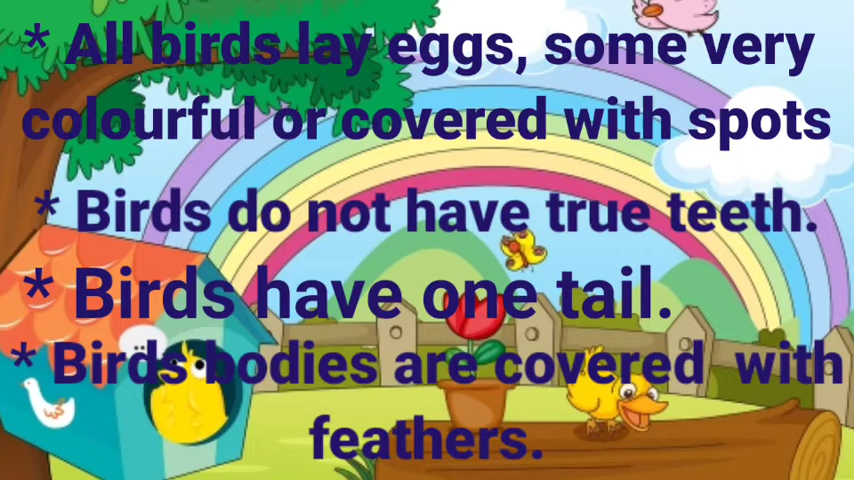 * All birds lay eggs, some very
colourful or covered with spots
* Birds do not have true teeth.
* Birds have one tail.
* Birds bodies are covered with
feathers.